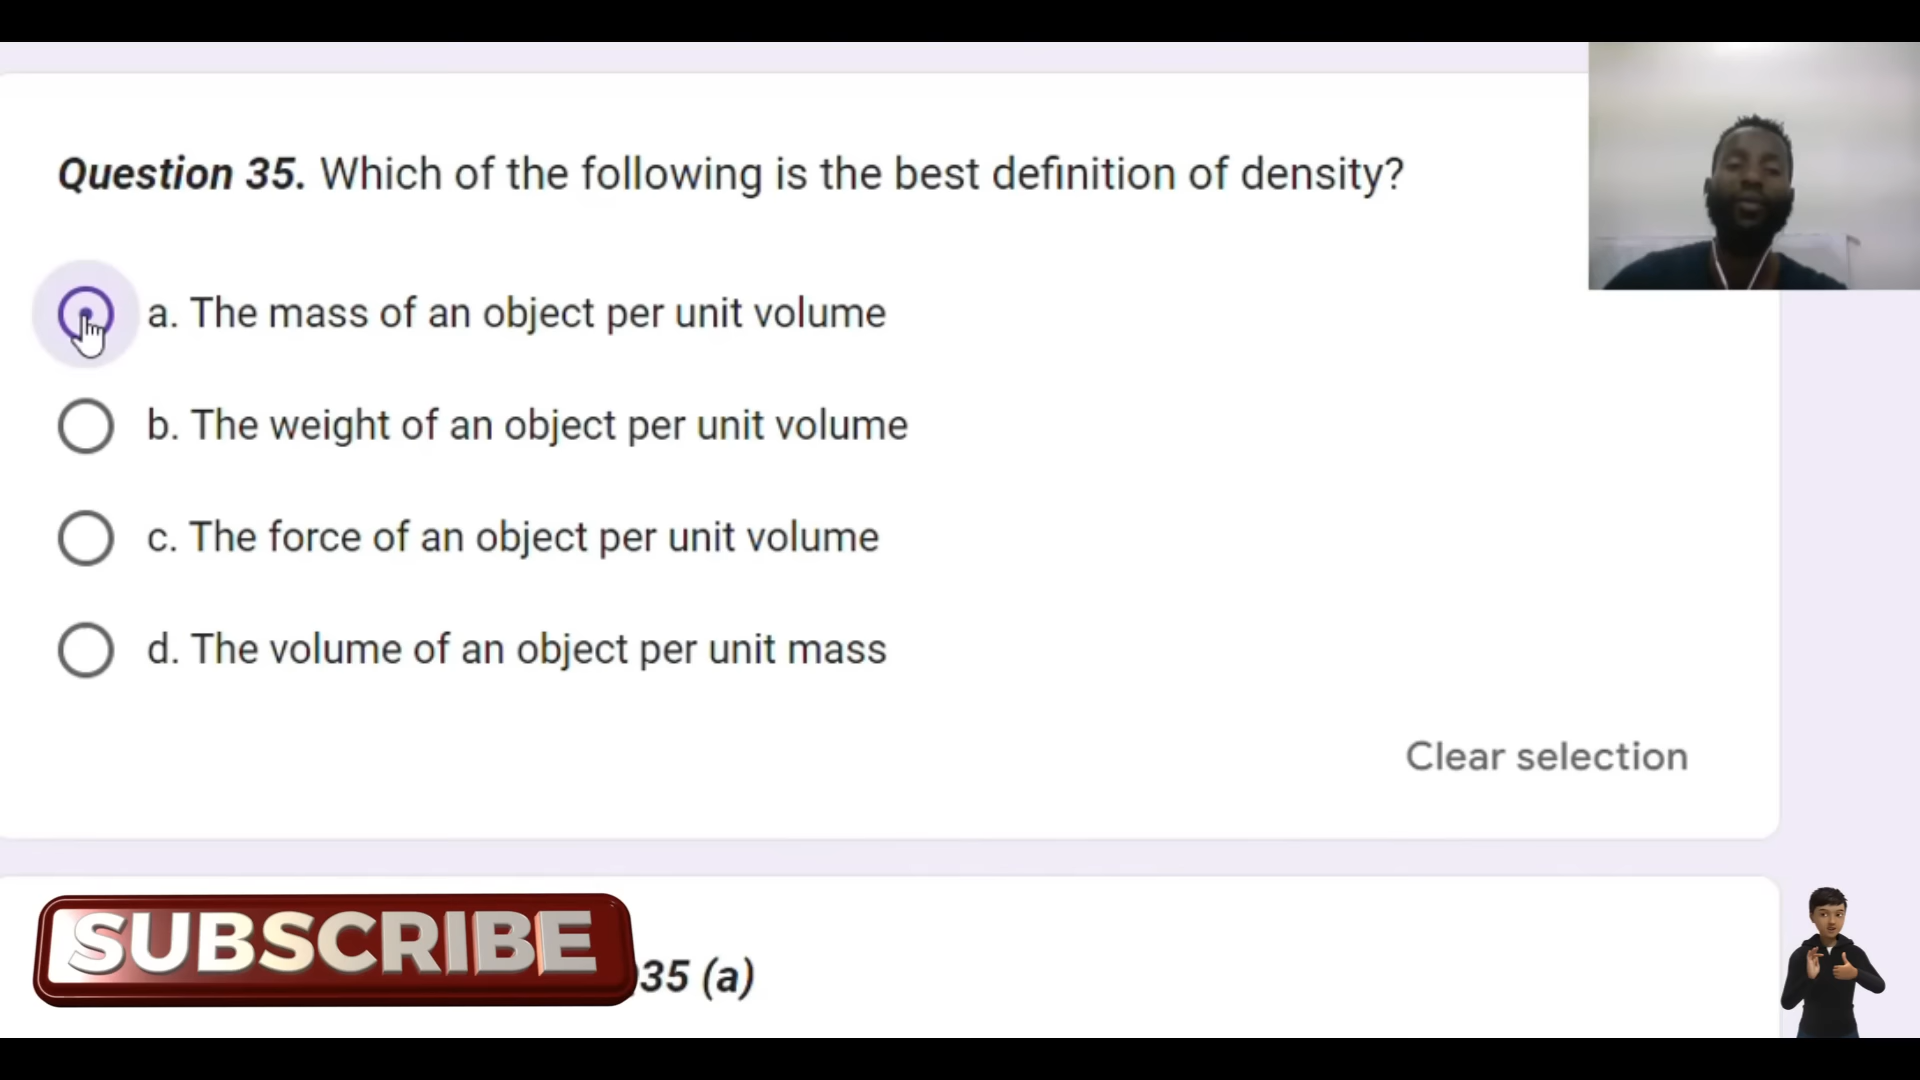 Question 35. Which of the following is the best definition of density?
a. The mass of an object per unit volume
b. The weight of an object per unit volume
c. The force of an object per unit volume
d. The volume of an object per unit mass
Clear selection
SUBSCRIBE
35 (a)